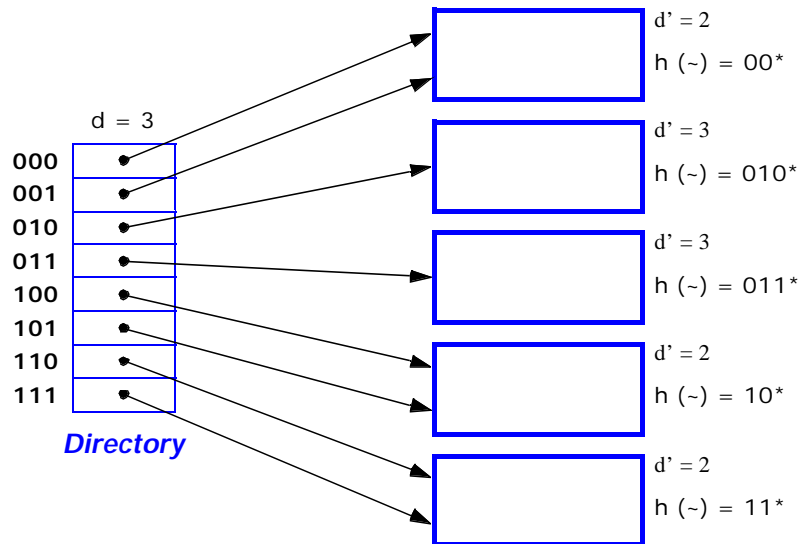 d = 3
000
001
010
011
100
101
110
111
Directory
d' = 2
h (~) = 00*
d' = 3
h (~) = 010*
d' = 3
h (~) = 011*
d' = 2
h (~) = 10*
d' = 2
h (~) = 11*